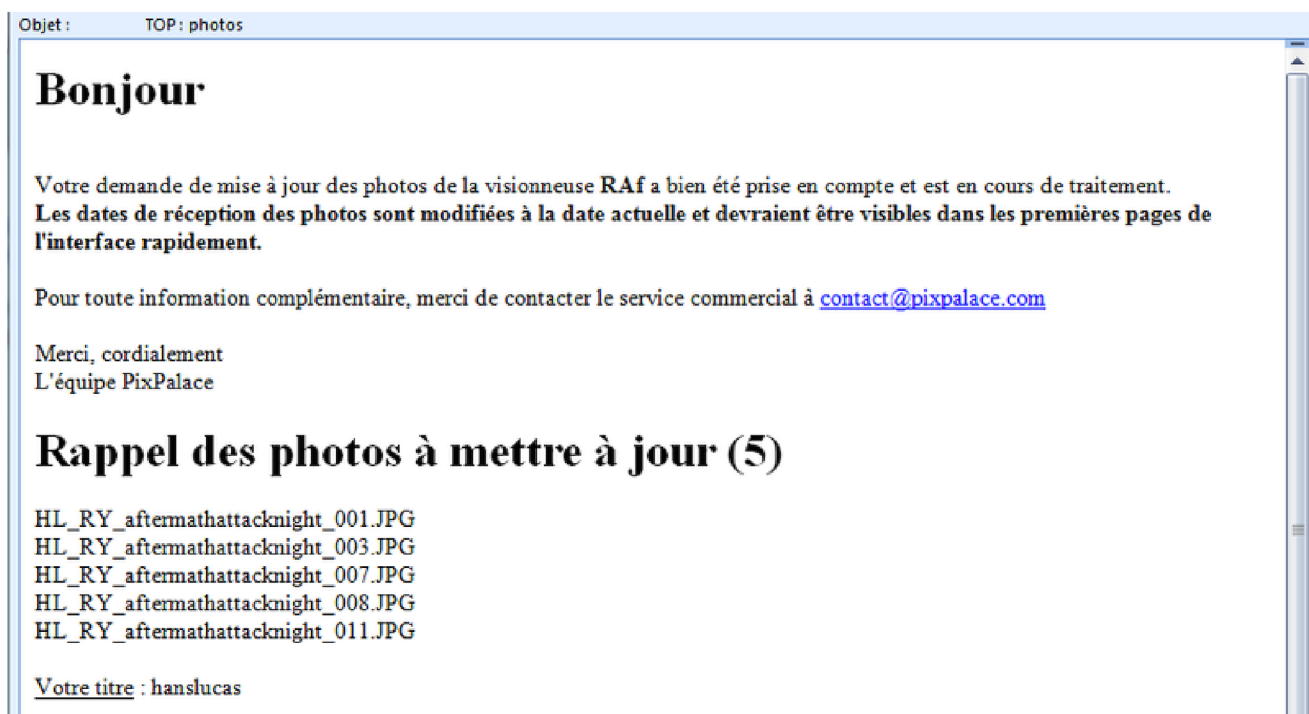 Objet : TOP : photos
Bonjour
Votre demande de mise à jour des photos de la visionneuse RAf a bien été prise en compte et est en cours de traitement.
Les dates de réception des photos sont modifiées à la date actuelle et devraient être visibles dans les premières pages de
l'interface rapidement.
Pour toute information complémentaire, merci de contacter le service commercial à contact@pixpalace.com
Merci, cordialement
L'équipe PixPalace
Rappel des photos à mettre à jour (5)
HL_RY_aftermathattacknight_001.JPG
HL_RY_aftermathattacknight_003.JPG
HL_RY_aftermathattacknight_007.JPG
HL_RY_aftermathattacknight_008.JPG
HL_RY_aftermathattacknight_011.JPG
Votre titre : hanslucas